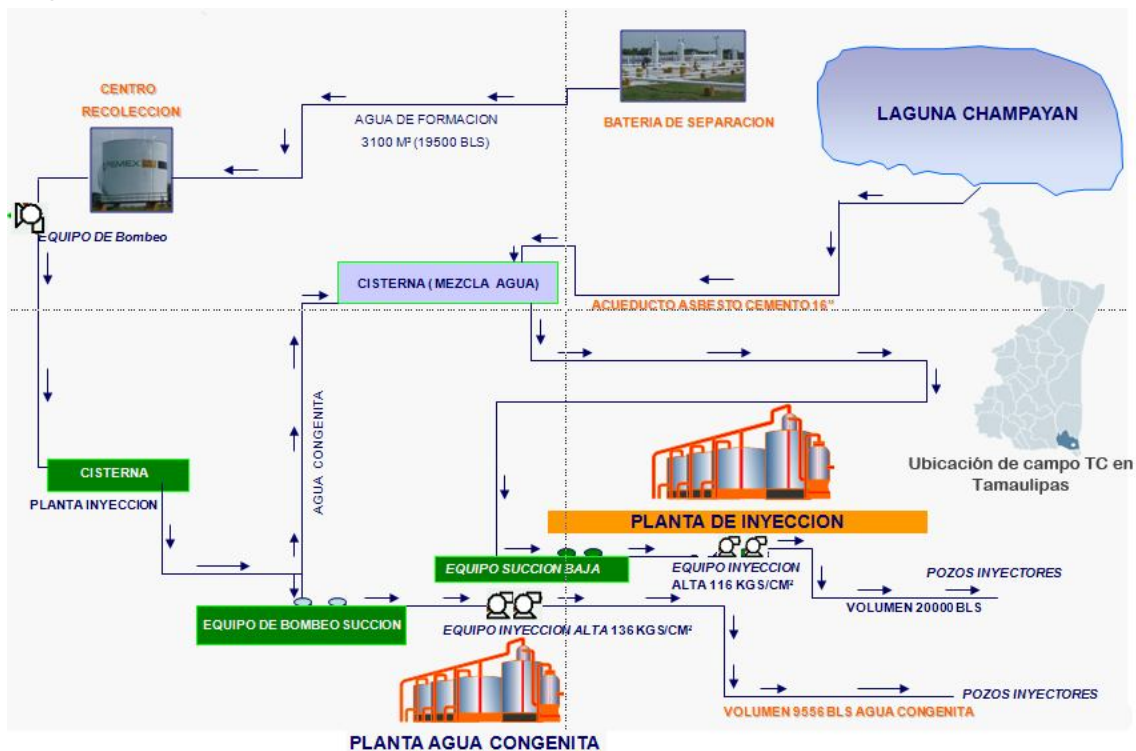 CENTRO
RECOLECCION
PEMEX
AGUA DE FORMACION
3100 M³ (19500 BLS)
BATERIA DE SEPARACION
LAGUNA CHAMPAYAN
EQUIPO DE Bombeo
CISTERNA (MEZCLA AGUA)
ACUEDUCTO ASBESTO CEMENTO 16"
AGUA CONGENITA
CISTERNA
PLANTA INYECCION
Ubicación de campo TC en
Tamaulipas
PLANTA DE INYECCION
EQUIPO SUCCION BAJA
EQUIPO INYECCION
ALTA 116 KGS/CM²
POZOS INYECTORES
VOLUMEN 20000 BLS
EQUIPO DE BOMBEO SUCCION
EQUIPO INYECCION ALTA 136 KGS/CM²
POZOS INYECTORES
VOLUMEN 9556 BLS AGUA CONGENITA
PLANTA AGUA CONGENITA